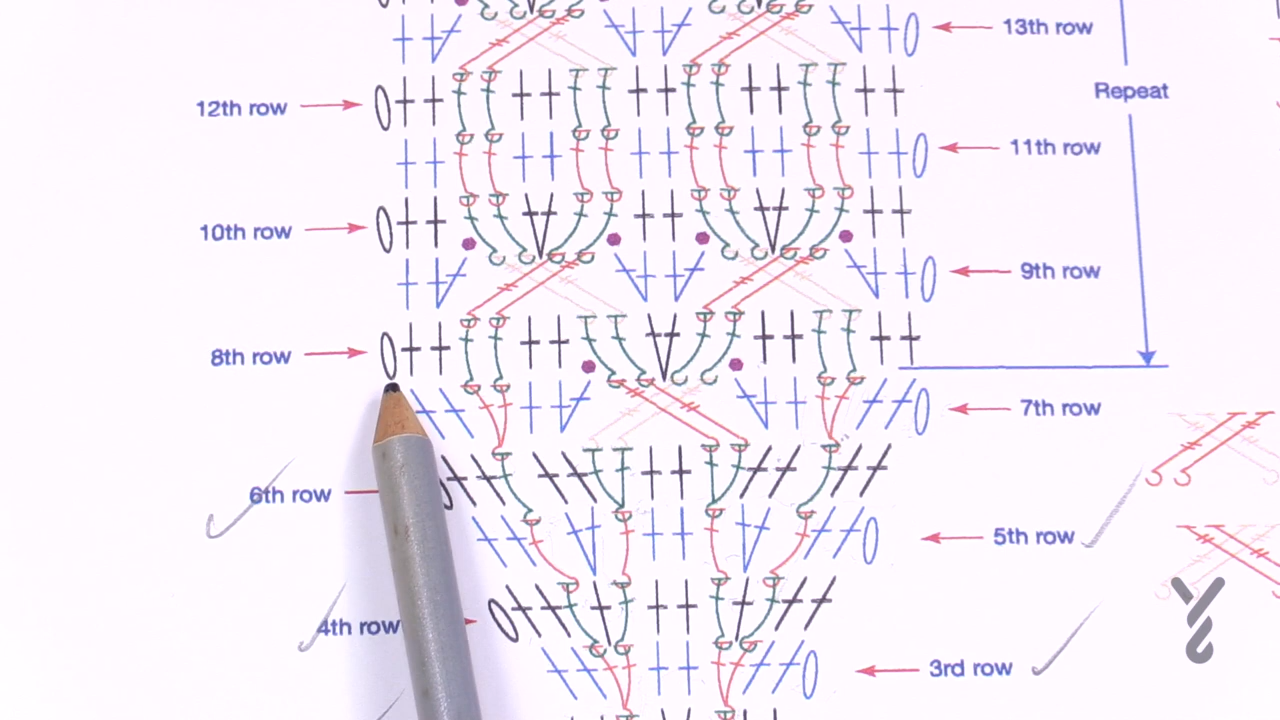 13th row
Repeat
12th row
11th row
10th row
9th row
8th row
7th row
6th row
5th row
4th row
3rd row